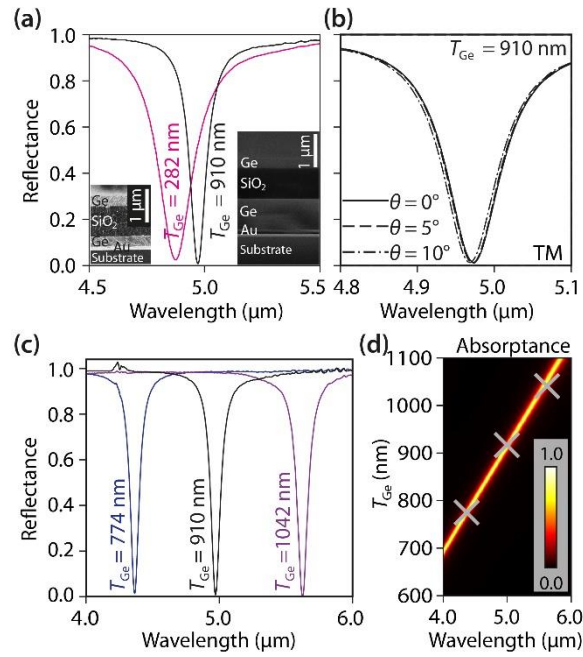 (a)
1.0
0.8
0.6
0.4
0.2
0.0
Reflectance
T_Ge = 282 nm
T_Ge = 910 nm
Ge
SiO₂
Ge Au
Substrate
1 µm
Ge
SiO₂
Ge
Au
Substrate
1 µm
4.5 5.0 5.5
Wavelength (µm)
(b)
T_Ge = 910 nm
θ = 0°
θ = 5°
θ = 10°
TM
4.8 4.9 5.0 5.1
Wavelength (µm)
(c)
1.0
0.8
0.6
0.4
0.2
0.0
Reflectance
T_Ge = 774 nm
T_Ge = 910 nm
T_Ge = 1042 nm
4.0 5.0 6.0
Wavelength (µm)
(d)
Absorptance
1100
1000
900
800
700
600
T_Ge (nm)
1.0
0.0
4.0 5.0 6.0
Wavelength (µm)